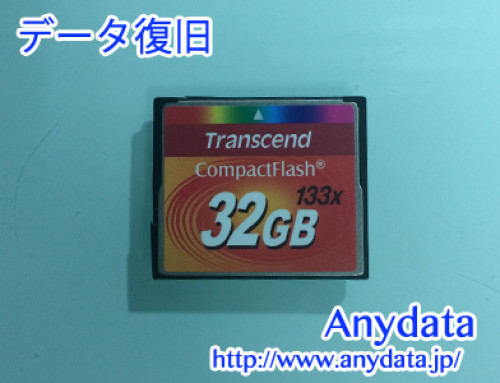 データ復旧
Transcend
CompactFlash®
133x
32GB
Anydata
http://www.anydata.jp/